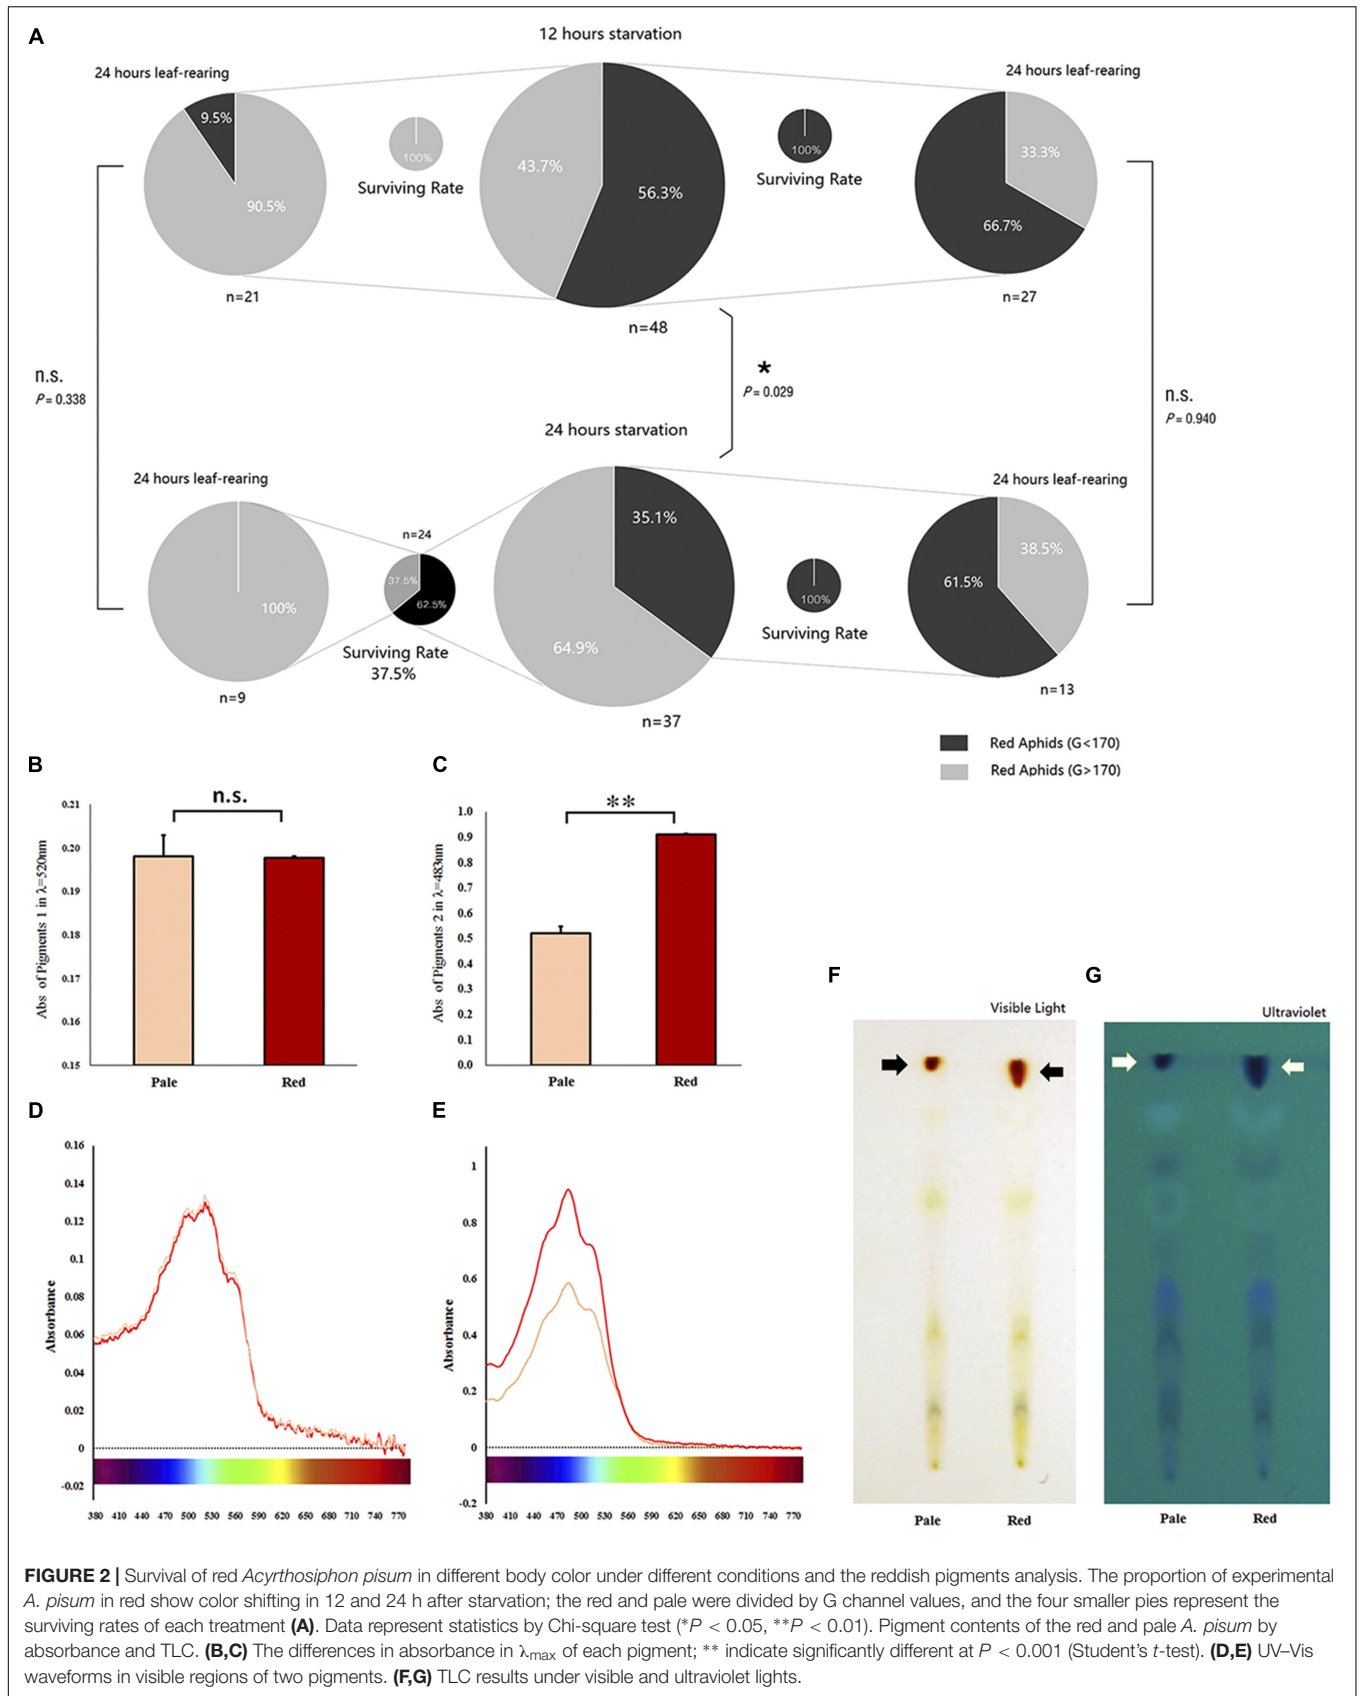 A
12 hours starvation
24 hours leaf-rearing
24 hours leaf-rearing
9.5%
90.5%
100%
Surviving Rate
43.7%
56.3%
100%
Surviving Rate
33.3%
66.7%
n=21
n=48
n=27
n.s.
P = 0.338
*
P = 0.029
n.s.
P = 0.940
24 hours starvation
24 hours leaf-rearing
24 hours leaf-rearing
100%
n=24
37.5%
62.5%
Surviving Rate
37.5%
35.1%
64.9%
100%
Surviving Rate
38.5%
61.5%
n=9
n=37
n=13
Red Aphids (G<170)
Red Aphids (G>170)
B
n.s.
Abs of Pigments 1 in λ=520nm
0.21
0.20
0.19
0.18
0.17
0.16
0.15
Pale Red
C
**
Abs of Pigments 2 in λ=483nm
1.0
0.9
0.8
0.7
0.6
0.5
0.4
0.3
0.2
0.1
0.0
Pale Red
D
Absorbance
0.16
0.14
0.12
0.1
0.08
0.06
0.04
0.02
0
-0.02
380 410 440 470 500 530 560 590 620 650 680 710 740 770
E
Absorbance
1
0.8
0.6
0.4
0.2
0
-0.2
380 410 440 470 500 530 560 590 620 650 680 710 740 770
F
Visible Light
Pale Red
G
Ultraviolet
Pale Red
FIGURE 2 | Survival of red Acyrthosiphon pisum in different body color under different conditions and the reddish pigments analysis. The proportion of experimental
A. pisum in red show color shifting in 12 and 24 h after starvation; the red and pale were divided by G channel values, and the four smaller pies represent the
surviving rates of each treatment (A). Data represent statistics by Chi-square test (*P < 0.05, **P < 0.01). Pigment contents of the red and pale A. pisum by
absorbance and TLC. (B,C) The differences in absorbance in λmax of each pigment; ** indicate significantly different at P < 0.001 (Student's t-test). (D,E) UV–Vis
waveforms in visible regions of two pigments. (F,G) TLC results under visible and ultraviolet lights.